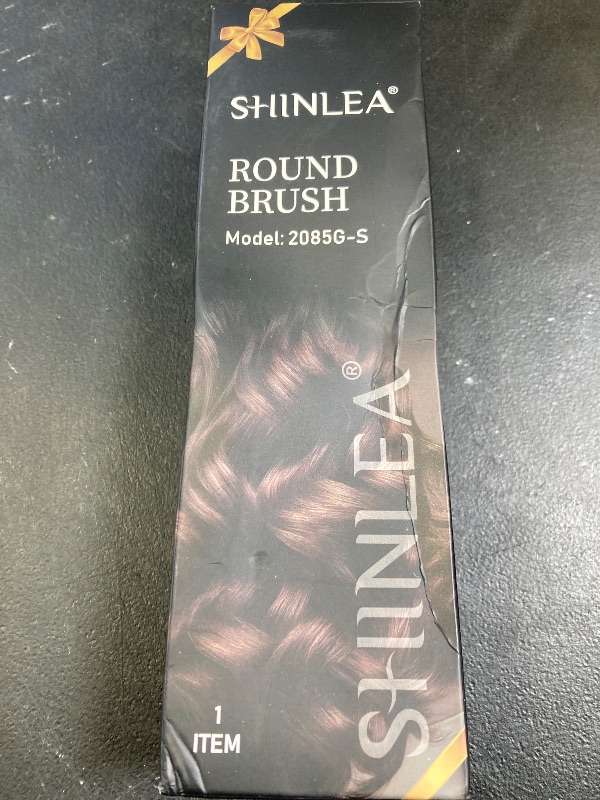 SHINLEA®
ROUND
BRUSH
Model: 2085G-S
SHINLEA®
1
ITEM